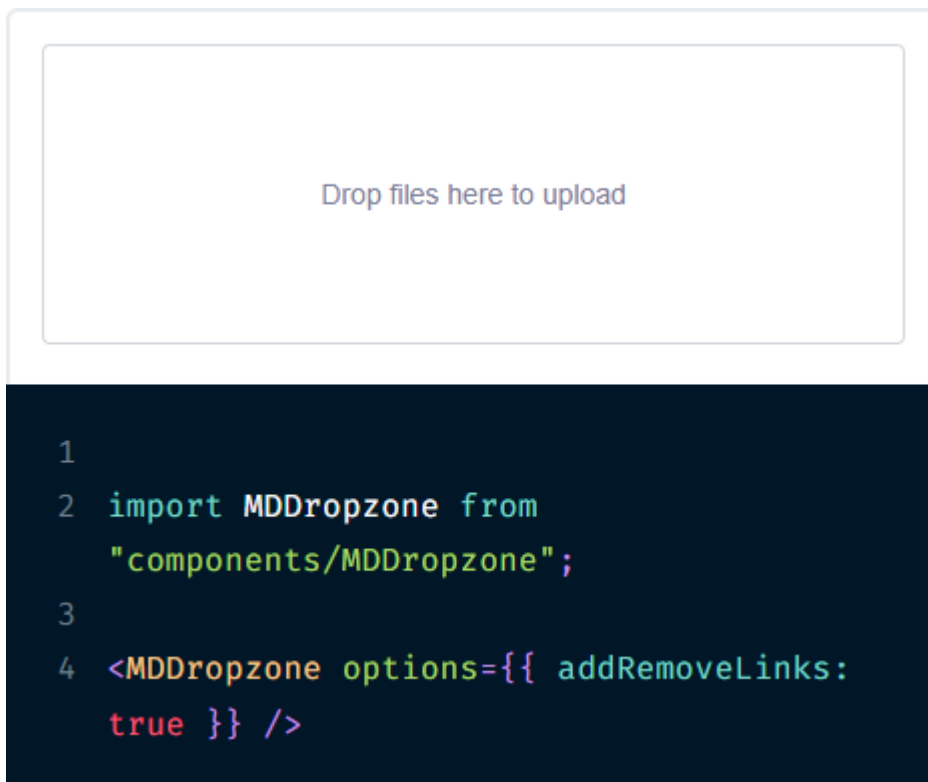 Drop files here to upload
1
2 import MDDropzone from
"components/MDDropzone";
3
4 <MDDropzone options={{ addRemoveLinks:
true }} />